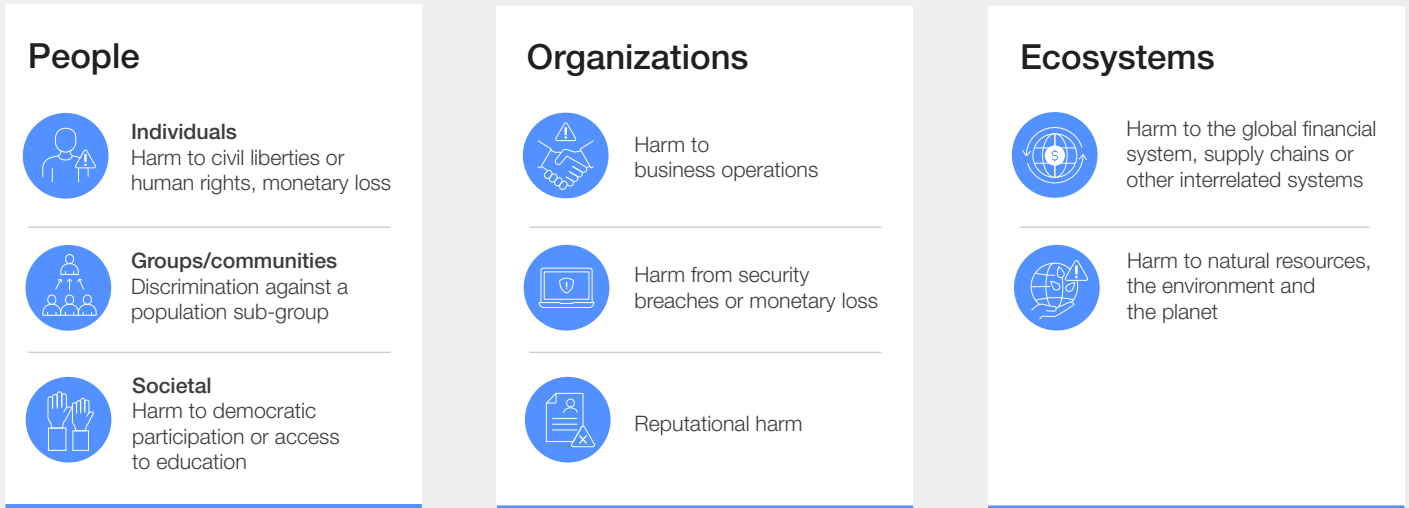 People
Individuals
Harm to civil liberties or
human rights, monetary loss
Groups/communities
Discrimination against a
population sub-group
Societal
Harm to democratic
participation or access
to education
Organizations
Harm to
business operations
Harm from security
breaches or monetary loss
Reputational harm
Ecosystems
Harm to the global financial
system, supply chains or
other interrelated systems
$
Harm to natural resources,
the environment and
the planet